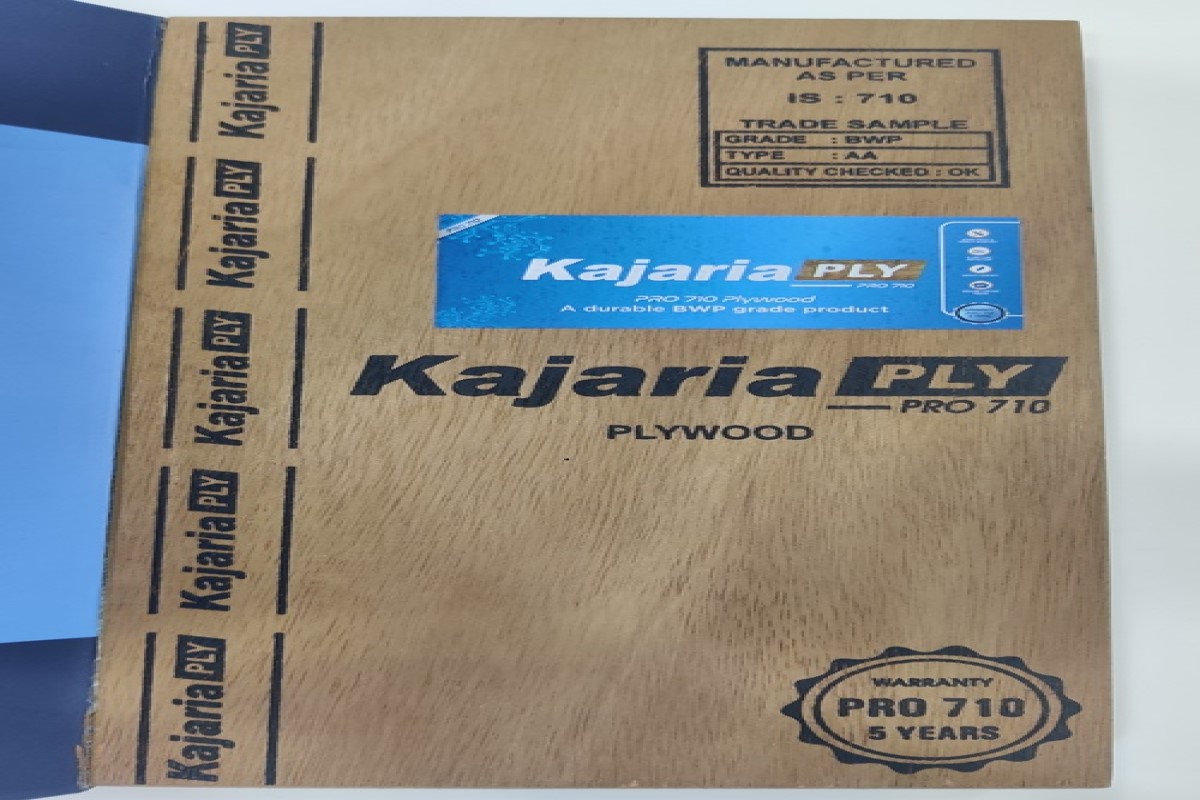 MANUFACTURED
AS PER
IS : 710
TRADE SAMPLE
GRADE : BWP
TYPE : AA
QUALITY CHECKED : OK
PRO 710
Kajaria PLY
PRO 710
PRO 710 Plywood
A durable BWP grade product
Kajaria PLY
PRO 710
PLYWOOD
WARRANTY
PRO 710
5 YEARS
Kajaria PLY
Kajaria PLY
Kajaria PLY
Kajaria PLY
Kajaria PLY